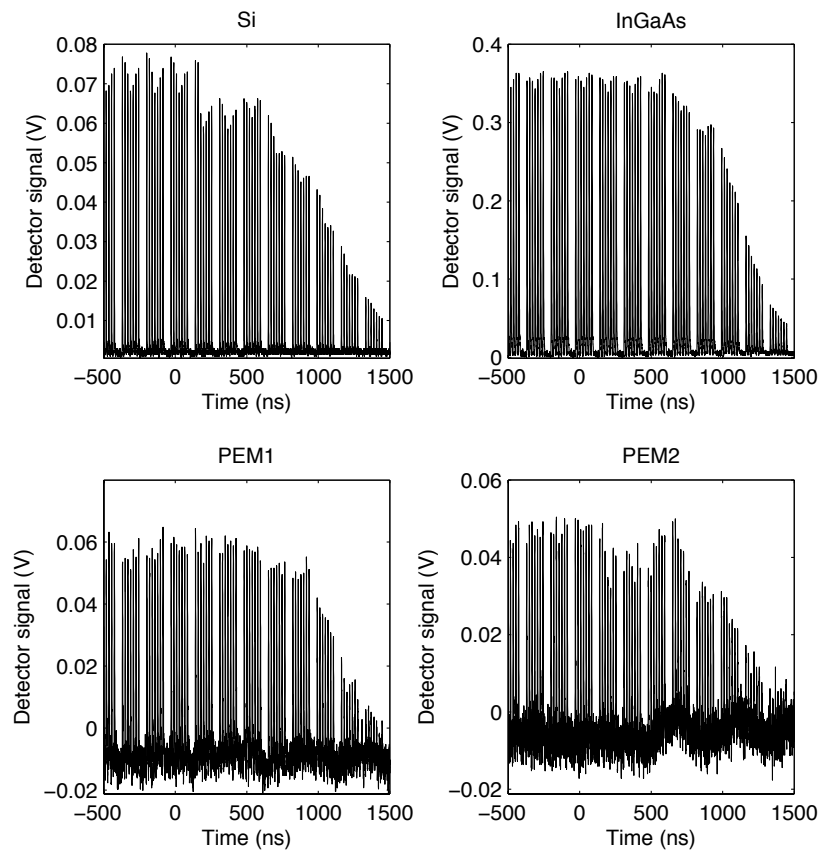 Si
InGaAs
Detector signal (V)
0.08
0.07
0.06
0.05
0.04
0.03
0.02
0.01
−500 0 500 1000 1500
Time (ns)
Detector signal (V)
0.4
0.3
0.2
0.1
0
−500 0 500 1000 1500
Time (ns)
PEM1
PEM2
Detector signal (V)
0.06
0.04
0.02
0
−0.02
−500 0 500 1000 1500
Time (ns)
Detector signal (V)
0.06
0.04
0.02
0
−0.02
−500 0 500 1000 1500
Time (ns)